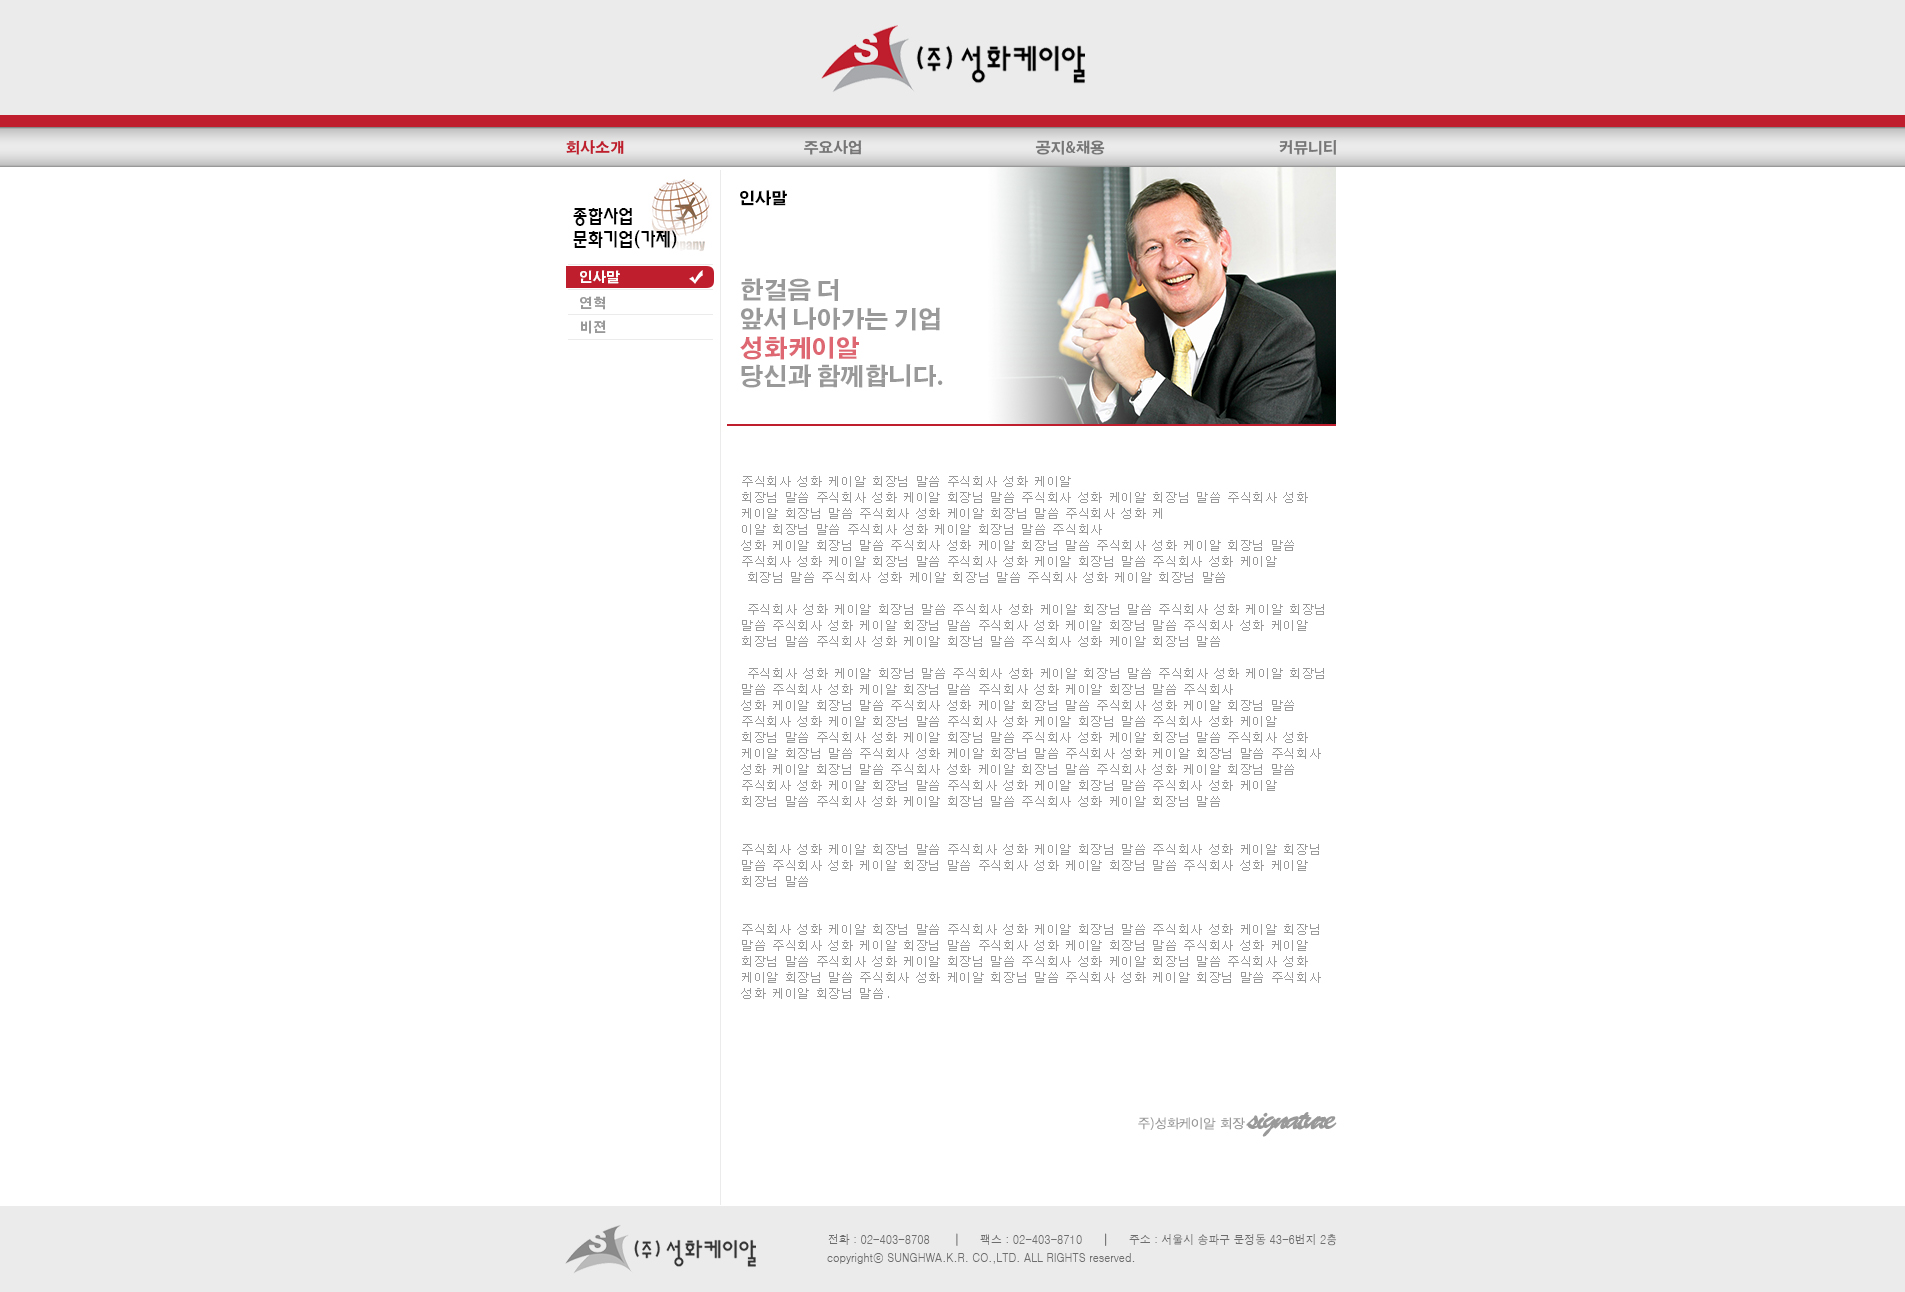 S (주) 성화케이알
회사소개 주요사업 공지&채용 커뮤니티
종합사업
문화기업(가제)
인사말
연혁
비젼
인사말
한걸음 더
앞서 나아가는 기업
성화케이알
당신과 함께합니다.
주식회사 성화 케이알 회장님 말씀 주식회사 성화 케이알
회장님 말씀 주식회사 성화 케이알 회장님 말씀 주식회사 성화 케이알 회장님 말씀 주식회사 성화
케이알 회장님 말씀 주식회사 성화 케이알 회장님 말씀 주식회사 성화 케
이알 회장님 말씀 주식회사 성화 케이알 회장님 말씀 주식회사
성화 케이알 회장님 말씀 주식회사 성화 케이알 회장님 말씀 주식회사 성화 케이알 회장님 말씀
주식회사 성화 케이알 회장님 말씀 주식회사 성화 케이알 회장님 말씀 주식회사 성화 케이알
회장님 말씀 주식회사 성화 케이알 회장님 말씀 주식회사 성화 케이알 회장님 말씀
주식회사 성화 케이알 회장님 말씀 주식회사 성화 케이알 회장님 말씀 주식회사 성화 케이알 회장님
말씀 주식회사 성화 케이알 회장님 말씀 주식회사 성화 케이알 회장님 말씀 주식회사 성화 케이알
회장님 말씀 주식회사 성화 케이알 회장님 말씀 주식회사 성화 케이알 회장님 말씀
주식회사 성화 케이알 회장님 말씀 주식회사 성화 케이알 회장님 말씀 주식회사 성화 케이알 회장님
말씀 주식회사 성화 케이알 회장님 말씀 주식회사 성화 케이알 회장님 말씀 주식회사
성화 케이알 회장님 말씀 주식회사 성화 케이알 회장님 말씀 주식회사 성화 케이알 회장님 말씀
주식회사 성화 케이알 회장님 말씀 주식회사 성화 케이알 회장님 말씀 주식회사 성화 케이알
회장님 말씀 주식회사 성화 케이알 회장님 말씀 주식회사 성화 케이알 회장님 말씀 주식회사 성화
케이알 회장님 말씀 주식회사 성화 케이알 회장님 말씀 주식회사 성화 케이알 회장님 말씀 주식회사
성화 케이알 회장님 말씀 주식회사 성화 케이알 회장님 말씀 주식회사 성화 케이알 회장님 말씀
주식회사 성화 케이알 회장님 말씀 주식회사 성화 케이알 회장님 말씀 주식회사 성화 케이알
회장님 말씀 주식회사 성화 케이알 회장님 말씀 주식회사 성화 케이알 회장님 말씀
주식회사 성화 케이알 회장님 말씀 주식회사 성화 케이알 회장님 말씀 주식회사 성화 케이알 회장님
말씀 주식회사 성화 케이알 회장님 말씀 주식회사 성화 케이알 회장님 말씀 주식회사 성화 케이알
회장님 말씀
주식회사 성화 케이알 회장님 말씀 주식회사 성화 케이알 회장님 말씀 주식회사 성화 케이알 회장님
말씀 주식회사 성화 케이알 회장님 말씀 주식회사 성화 케이알 회장님 말씀 주식회사 성화 케이알
회장님 말씀 주식회사 성화 케이알 회장님 말씀 주식회사 성화 케이알 회장님 말씀 주식회사 성화
케이알 회장님 말씀 주식회사 성화 케이알 회장님 말씀 주식회사 성화 케이알 회장님 말씀 주식회사
성화 케이알 회장님 말씀.
주)성화케이알 회장 signature
S (주) 성화케이알
전화 : 02-403-8708 | 팩스 : 02-403-8710 | 주소 : 서울시 송파구 문정동 43-6번지 2층
copyrightⓒ SUNGHWA.K.R. CO.,LTD. ALL RIGHTS reserved.